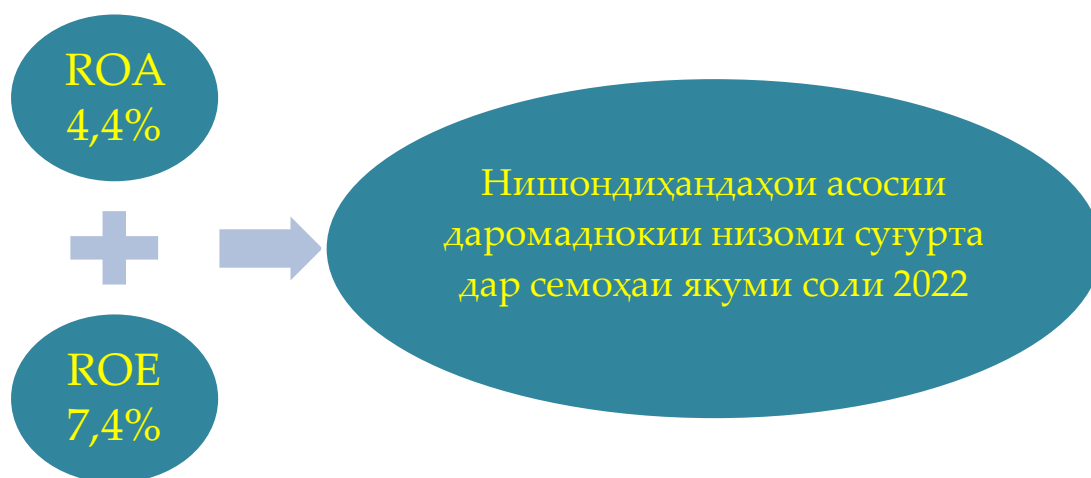 ROA
4,4%
ROE
7,4%
Нишондиҳандаҳои асосии
даромаднокии низоми суғурта
дар семоҳаи якуми соли 2022